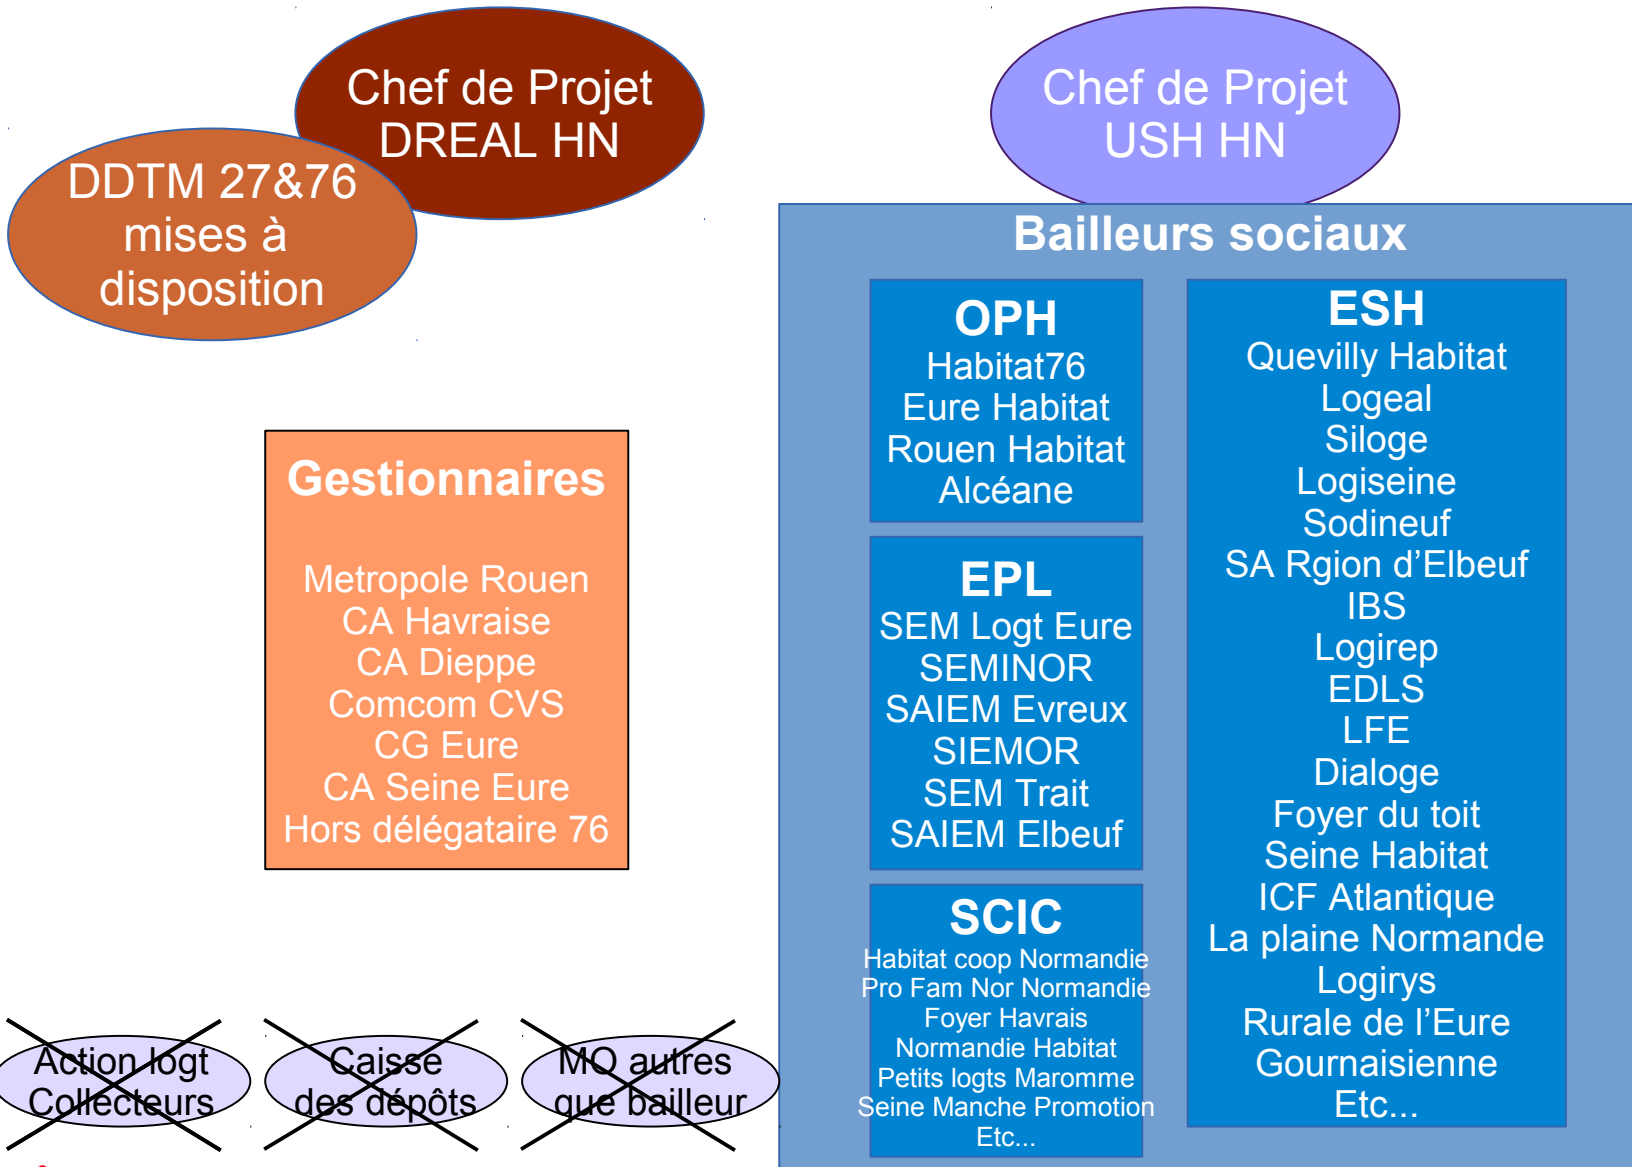 Chef de Projet
DREAL HN
DDTM 27&76
mises à
disposition
Chef de Projet
USH HN
Gestionnaires
Metropole Rouen
CA Havraise
CA Dieppe
Comcom CVS
CG Eure
CA Seine Eure
Hors délégataire 76
Bailleurs sociaux
OPH
Habitat76
Eure Habitat
Rouen Habitat
Alcéane
EPL
SEM Logt Eure
SEMINOR
SAIEM Evreux
SIEMOR
SEM Trait
SAIEM Elbeuf
SCIC
Habitat coop Normandie
Pro Fam Nor Normandie
Foyer Havrais
Normandie Habitat
Petits logts Maromme
Seine Manche Promotion
Etc...
ESH
Quevilly Habitat
Logeal
Siloge
Logiseine
Sodineuf
SA Rgion d’Elbeuf
IBS
Logirep
EDLS
LFE
Dialoge
Foyer du toit
Seine Habitat
ICF Atlantique
La plaine Normande
Logirys
Rurale de l’Eure
Gournaisienne
Etc...
Action logt
Collecteurs
Caisse
des dépôts
MO autres
que bailleur